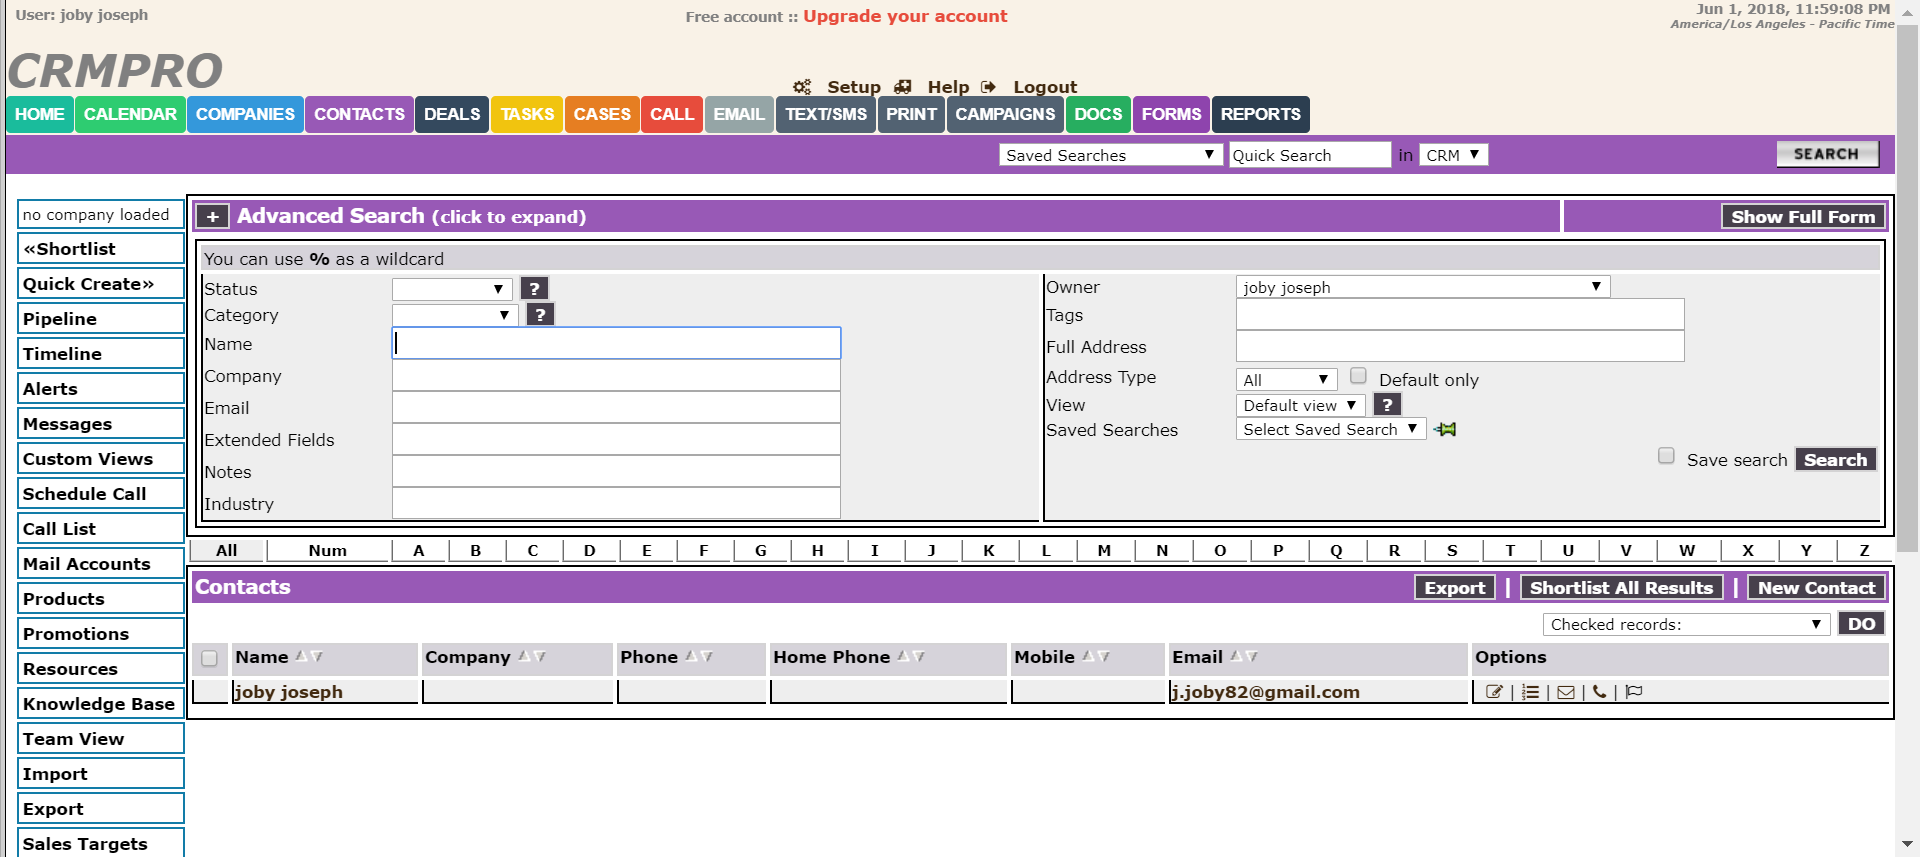 User: joby joseph
Free account :: Upgrade your account
Jun 1, 2018, 11:59:08 PM
America/Los Angeles - Pacific Time
CRMPRO
Setup Help Logout
HOME CALENDAR COMPANIES CONTACTS DEALS TASKS CASES CALL EMAIL TEXT/SMS PRINT CAMPAIGNS DOCS FORMS REPORTS
Saved Searches Quick Search in CRM SEARCH
no company loaded
«Shortlist
Quick Create»
Pipeline
Timeline
Alerts
Messages
Custom Views
Schedule Call
Call List
Mail Accounts
Products
Promotions
Resources
Knowledge Base
Team View
Import
Export
Sales Targets
+ Advanced Search (click to expand) Show Full Form
You can use % as a wildcard
Status ?
Category ?
Name
Company
Email
Extended Fields
Notes
Industry
Owner joby joseph
Tags
Full Address
Address Type All Default only
View Default view ?
Saved Searches Select Saved Search
Save search Search
All Num A B C D E F G H I J K L M N O P Q R S T U V W X Y Z
Contacts Export | Shortlist All Results | New Contact
Checked records: DO
Name Company Phone Home Phone Mobile Email Options
joby joseph j.joby82@gmail.com | | | |